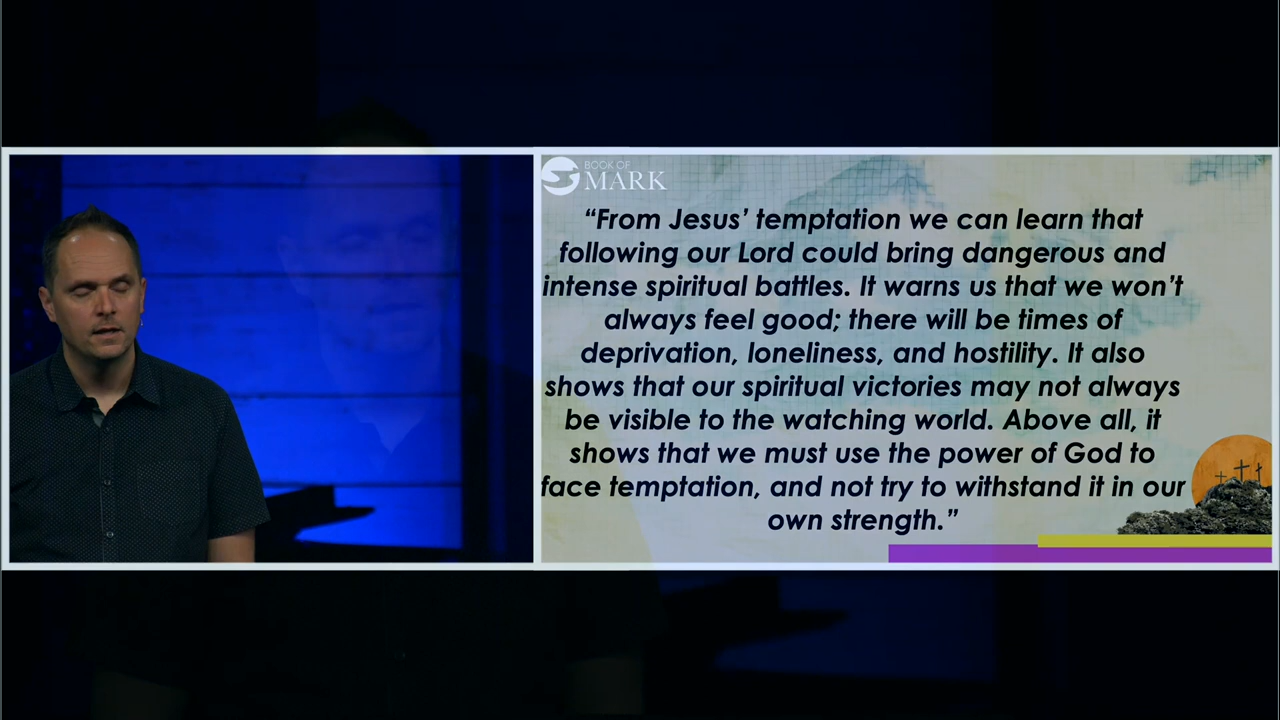 BOOK OF
MARK
“From Jesus’ temptation we can learn that
following our Lord could bring dangerous and
intense spiritual battles. It warns us that we won’t
always feel good; there will be times of
deprivation, loneliness, and hostility. It also
shows that our spiritual victories may not always
be visible to the watching world. Above all, it
shows that we must use the power of God to
face temptation, and not try to withstand it in our
own strength.”